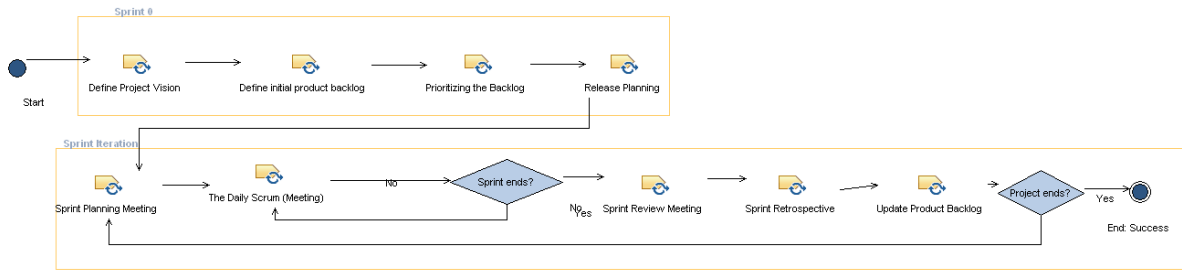 Sprint 0
Start
Define Project Vision
Define initial product backlog
Prioritizing the Backlog
Release Planning
Sprint Iteration
Sprint Planning Meeting
The Daily Scrum (Meeting)
No
Sprint ends?
No
Yes
Sprint Review Meeting
Sprint Retrospective
Update Product Backlog
Project ends?
Yes
End: Success